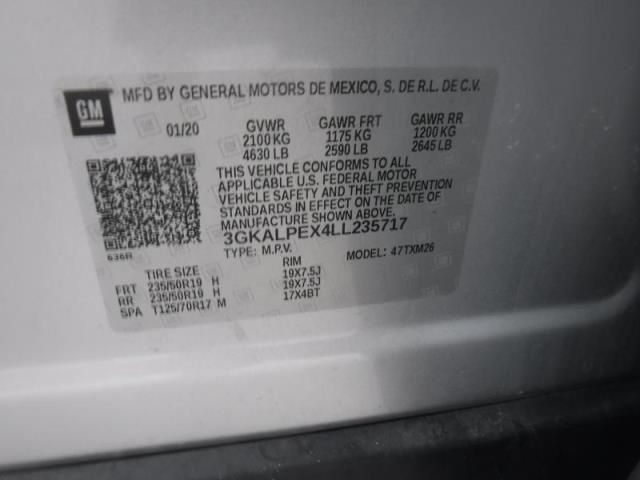 GM
MFD BY GENERAL MOTORS DE MEXICO, S. DE R.L. DE C.V.
01/20 GVWR GAWR FRT GAWR RR
2100 KG 1175 KG 1200 KG
4630 LB 2590 LB 2645 LB
THIS VEHICLE CONFORMS TO ALL
APPLICABLE U.S. FEDERAL MOTOR
VEHICLE SAFETY AND THEFT PREVENTION
STANDARDS IN EFFECT ON THE DATE OF
MANUFACTURE SHOWN ABOVE.
3GKALPEX4LL235717
TYPE: M.P.V. MODEL: 47TXM26
636R
TIRE SIZE RIM
FRT 235/50R19 H 19X7.5J
RR 235/50R19 H 19X7.5J
SPA T125/70R17 M 17X4BT